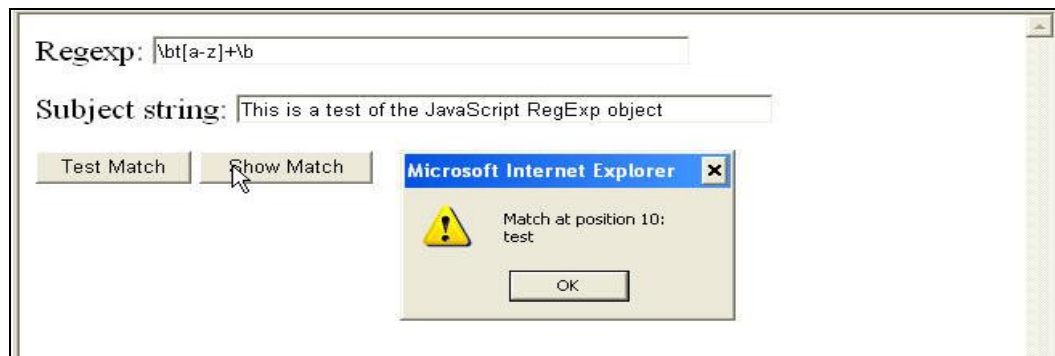 Regexp: \bt[a-z]+\b
Subject string: This is a test of the JavaScript RegExp object
Test Match Show Match
Microsoft Internet Explorer
Match at position 10:
test
OK